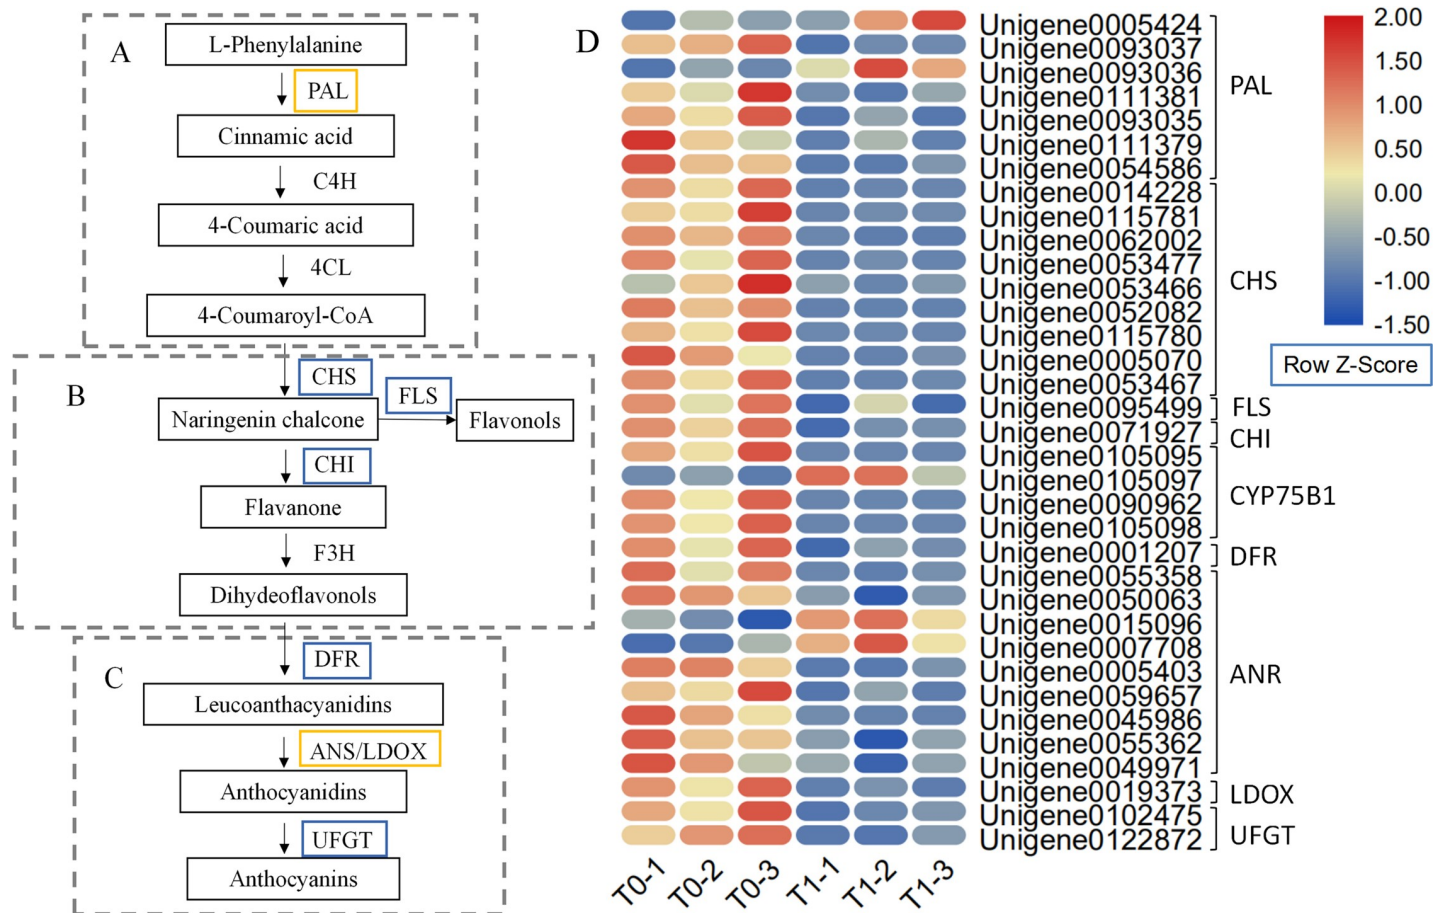 A
L-Phenylalanine
PAL
Cinnamic acid
C4H
4-Coumaric acid
4CL
4-Coumaroyl-CoA
B
CHS
FLS
Naringenin chalcone
Flavonols
CHI
Flavanone
F3H
Dihydeoflavonols
C
DFR
Leucoanthacyanidins
ANS/LDOX
Anthocyanidins
UFGT
Anthocyanins
D
Unigene0005424
Unigene0093037
Unigene0093036
Unigene0111381
Unigene0093035
Unigene0111379
Unigene0054586
Unigene0014228
Unigene0115781
Unigene0062002
Unigene0053477
Unigene0053466
Unigene0052082
Unigene0115780
Unigene0005070
Unigene0053467
Unigene0095499
Unigene0071927
Unigene0105095
Unigene0105097
Unigene0090962
Unigene0105098
Unigene0001207
Unigene0055358
Unigene0050063
Unigene0015096
Unigene0007708
Unigene0005403
Unigene0059657
Unigene0045986
Unigene0055362
Unigene0049971
Unigene0019373
Unigene0102475
Unigene0122872
PAL
CHS
FLS
CHI
CYP75B1
DFR
ANR
LDOX
UFGT
T0-1
T0-2
T0-3
T1-1
T1-2
T1-3
2.00
1.50
1.00
0.50
0.00
-0.50
-1.00
-1.50
Row Z-Score